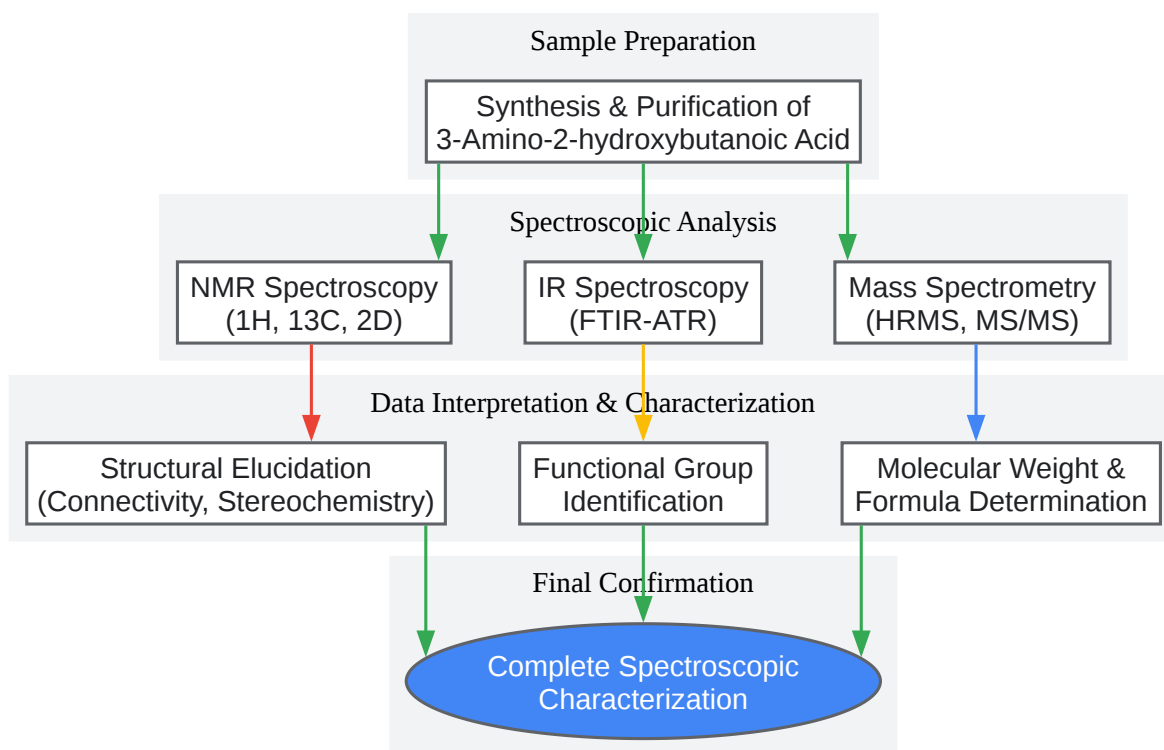 Sample Preparation
Synthesis & Purification of
3-Amino-2-hydroxybutanoic Acid
Spectroscopic Analysis
NMR Spectroscopy
(1H, 13C, 2D)
IR Spectroscopy
(FTIR-ATR)
Mass Spectrometry
(HRMS, MS/MS)
Data Interpretation & Characterization
Structural Elucidation
(Connectivity, Stereochemistry)
Functional Group
Identification
Molecular Weight &
Formula Determination
Final Confirmation
Complete Spectroscopic
Characterization